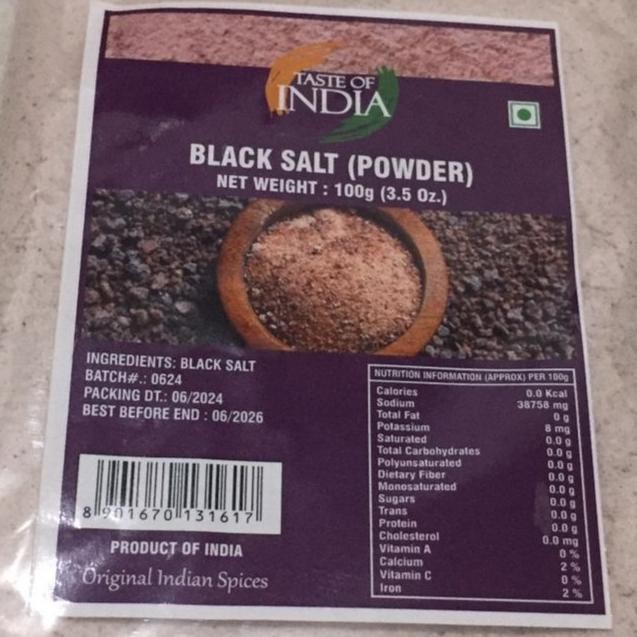 TASTE OF
INDIA
BLACK SALT (POWDER)
NET WEIGHT : 100g (3.5 Oz.)
INGREDIENTS: BLACK SALT
BATCH#.: 0624
PACKING DT.: 06/2024
BEST BEFORE END : 06/2026
8 901670 131617
PRODUCT OF INDIA
Original Indian Spices
NUTRITION INFORMATION (APPROX) PER 100g
Calories 0.0 Kcal
Sodium 38758 mg
Total Fat 0 g
Potassium 8 mg
Saturated 0.0 g
Total Carbohydrates 0.0 g
Polyunsaturated 0.0 g
Dietary Fiber 0.0 g
Monosaturated 0.0 g
Sugars 0.0 g
Trans 0.0 g
Protein 0.0 g
Cholesterol 0.0 mg
Vitamin A 0 %
Calcium 2 %
Vitamin C 0 %
Iron 2 %